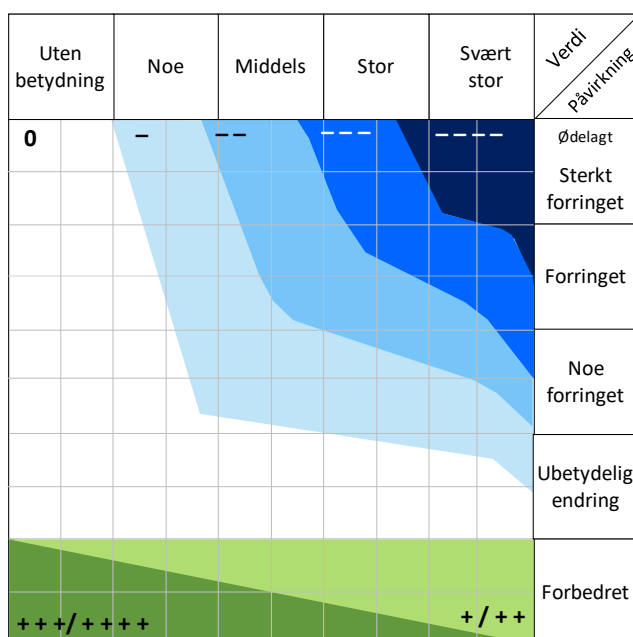 Uten
betydning
Noe
Middels
Stor
Svært
stor
Verdi
Påvirkning
0
–
– –
– – –
– – – –
Ødelagt
Sterkt
forringet
Forringet
Noe
forringet
Ubetydelig
endring
Forbedret
+ + +/+ + + +
+ / + +